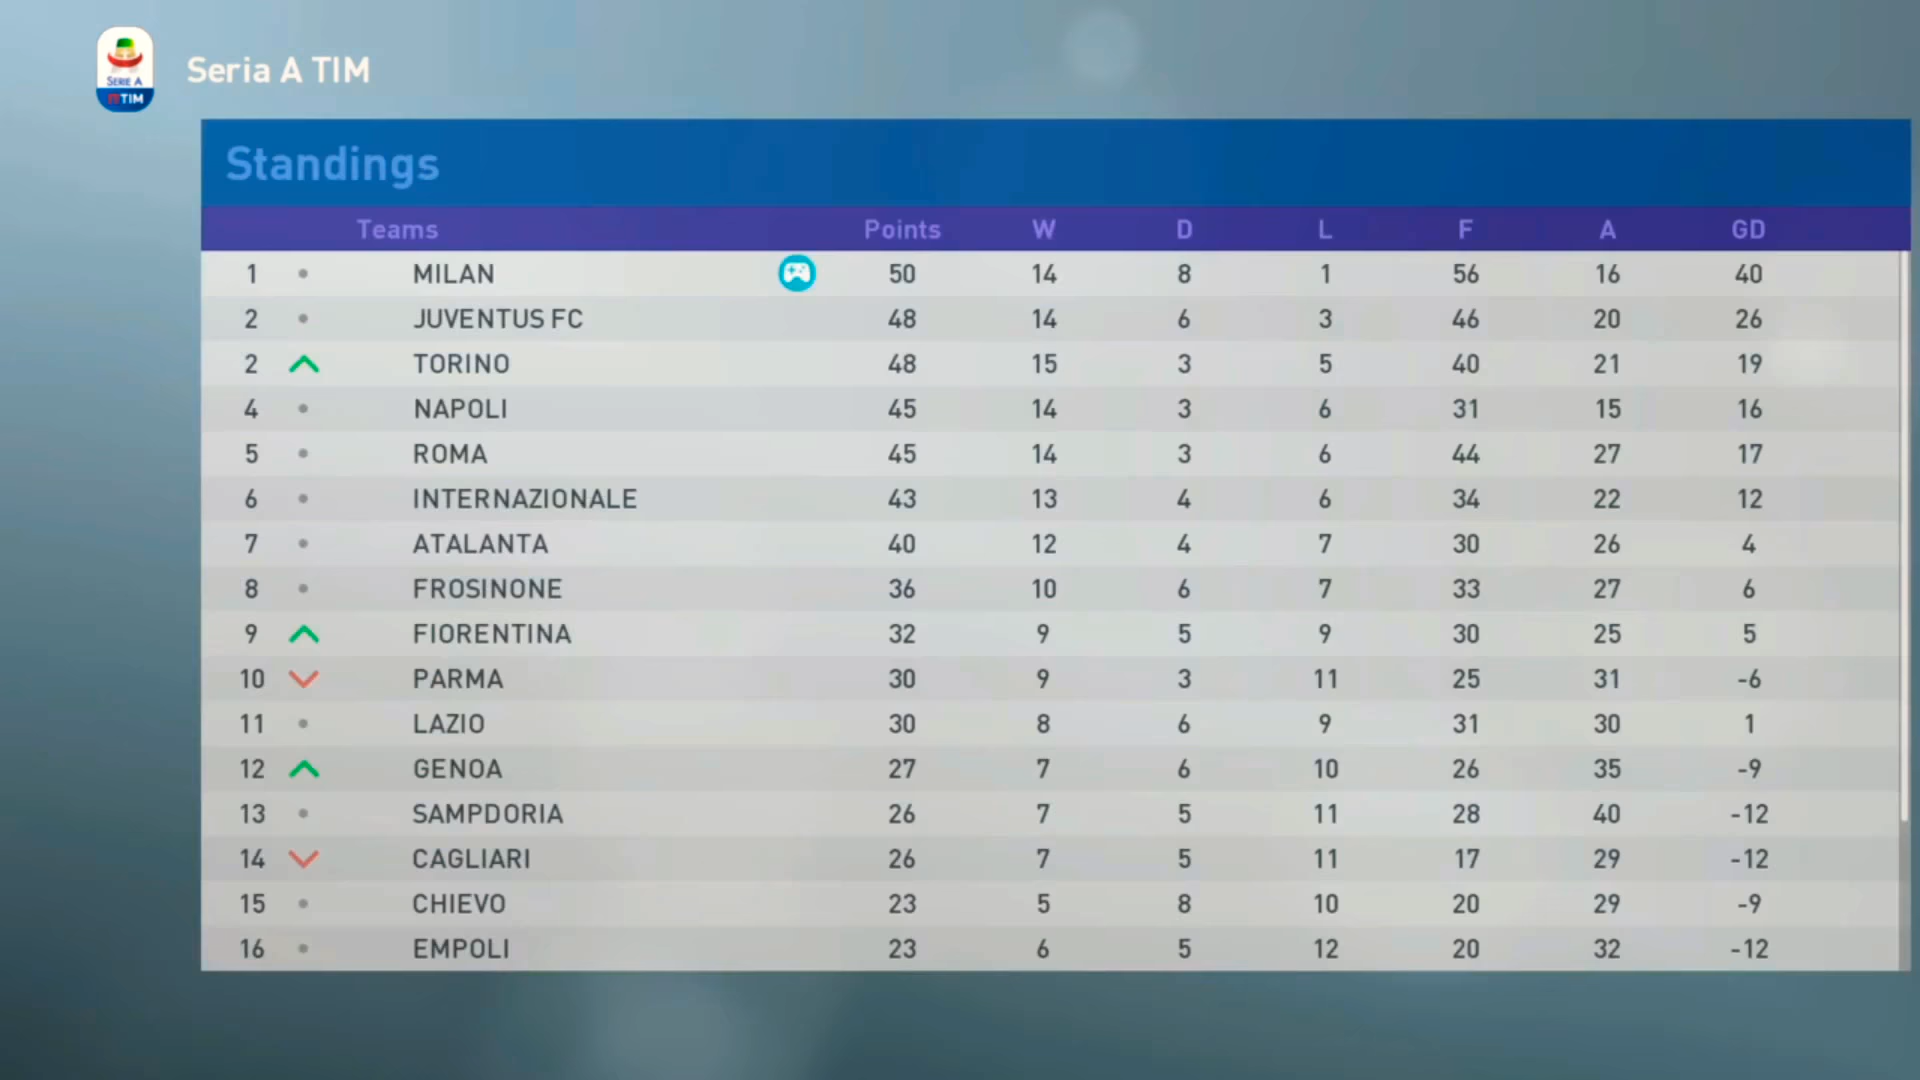 SERIE A
TIM
Seria A TIM
Standings
Teams Points W D L F A GD
1 MILAN 50 14 8 1 56 16 40
2 JUVENTUS FC 48 14 6 3 46 20 26
2 TORINO 48 15 3 5 40 21 19
4 NAPOLI 45 14 3 6 31 15 16
5 ROMA 45 14 3 6 44 27 17
6 INTERNAZIONALE 43 13 4 6 34 22 12
7 ATALANTA 40 12 4 7 30 26 4
8 FROSINONE 36 10 6 7 33 27 6
9 FIORENTINA 32 9 5 9 30 25 5
10 PARMA 30 9 3 11 25 31 -6
11 LAZIO 30 8 6 9 31 30 1
12 GENOA 27 7 6 10 26 35 -9
13 SAMPDORIA 26 7 5 11 28 40 -12
14 CAGLIARI 26 7 5 11 17 29 -12
15 CHIEVO 23 5 8 10 20 29 -9
16 EMPOLI 23 6 5 12 20 32 -12